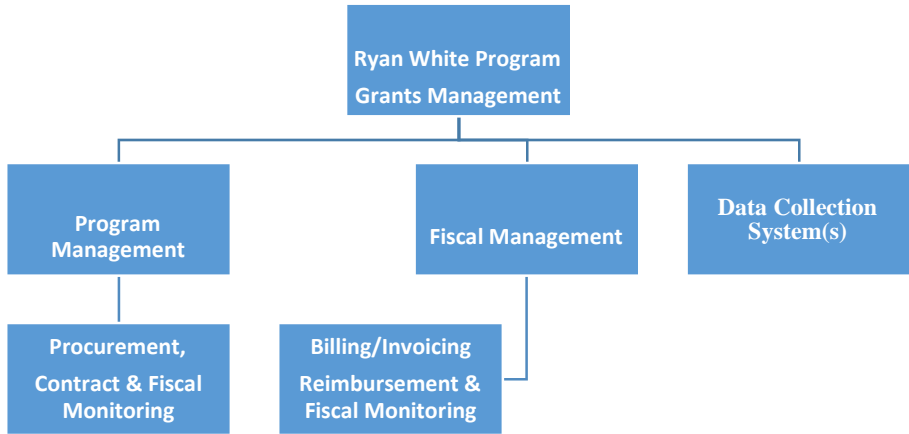 Ryan White Program
Grants Management
Program
Management
Fiscal Management
Data Collection
System(s)
Procurement,
Contract & Fiscal
Monitoring
Billing/Invoicing
Reimbursement &
Fiscal Monitoring